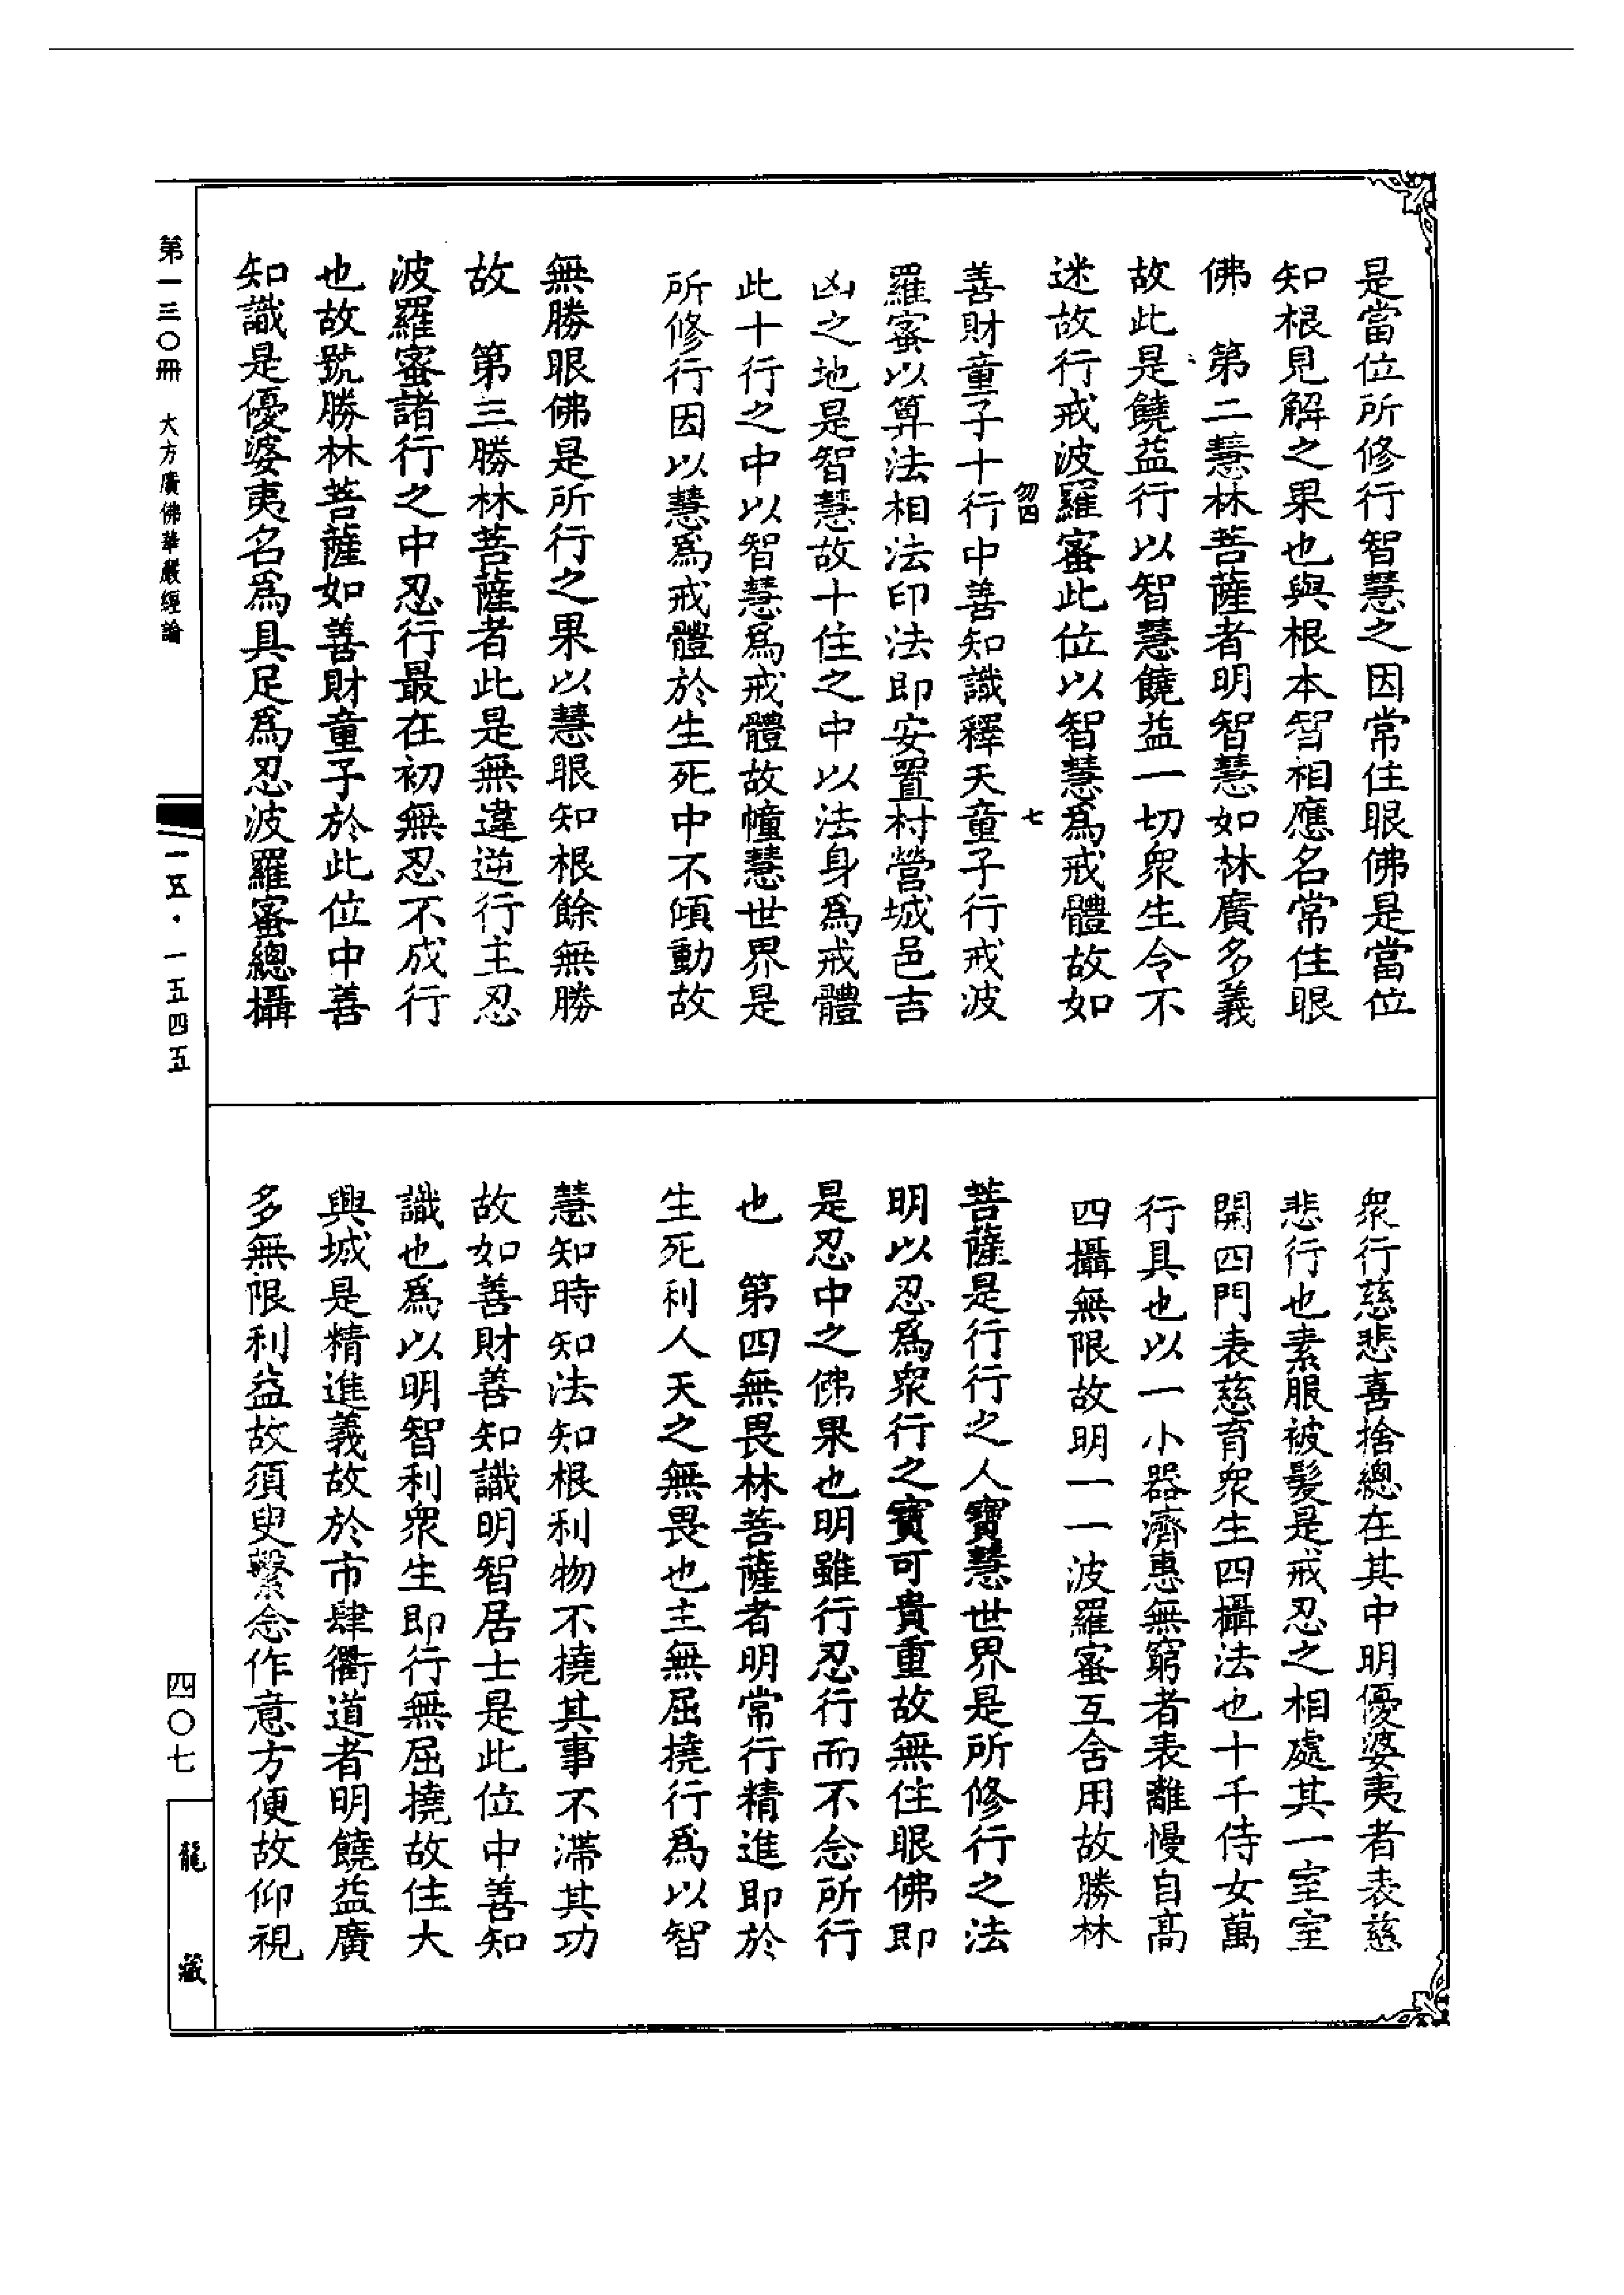 是當位所修行智慧之因常住眼佛是當位
知根見解之果也與根本智相應名常住眼
佛　第二慧林菩薩者明智慧如林廣多義
故此是饒益行以智慧饒益一切衆生令不
迷故行戒波羅蜜此位以智慧爲戒體故如
勿四　七
善財童子十行中善知識釋天童子行戒波
羅蜜以算法相法印法即安置村營城邑吉
凶之地是智慧故十住之中以法身爲戒體
此十行之中以智慧爲戒體故幢慧世界是
所修行因以慧爲戒體於生死中不傾動故
無勝眼佛是所行之果以慧眼知根餘無勝
故　第三勝林菩薩者此是無違逆行主忍
波羅蜜諸行之中忍行最在初無忍不成行
也故號勝林菩薩如善財童子於此位中善
知識是優婆夷名爲具足爲忍波羅蜜總攝
衆行慈悲喜捨總在其中明優婆夷者表慈
悲行也素服被髮是戒忍之相處其一室室
開四門表慈育衆生四攝法也十千侍女萬
行具也以一小器濟惠無窮者表離慢自高
四攝無限故明一一波羅蜜互舍用故勝林
菩薩是行行之人寶慧世界是所修行之法
明以忍爲衆行之寶可貴重故無住眼佛即
是忍中之佛果也明雖行忍行而不念所行
也　第四無畏林菩薩者明常行精進即於
生死利人天之無畏也主無屈撓行爲以智
慧知時知法知根利物不撓其事不滯其功
故如善財善知識明智居士是此位中善知
識也爲以明智利衆生即行無屈撓故住大
興城是精進義故於市肆衢道者明饒益廣
多無限利益故須臾繫念作意方便故仰視
第一三〇冊　大方廣佛華嚴經論
一五·一五四五
四〇七
龍藏